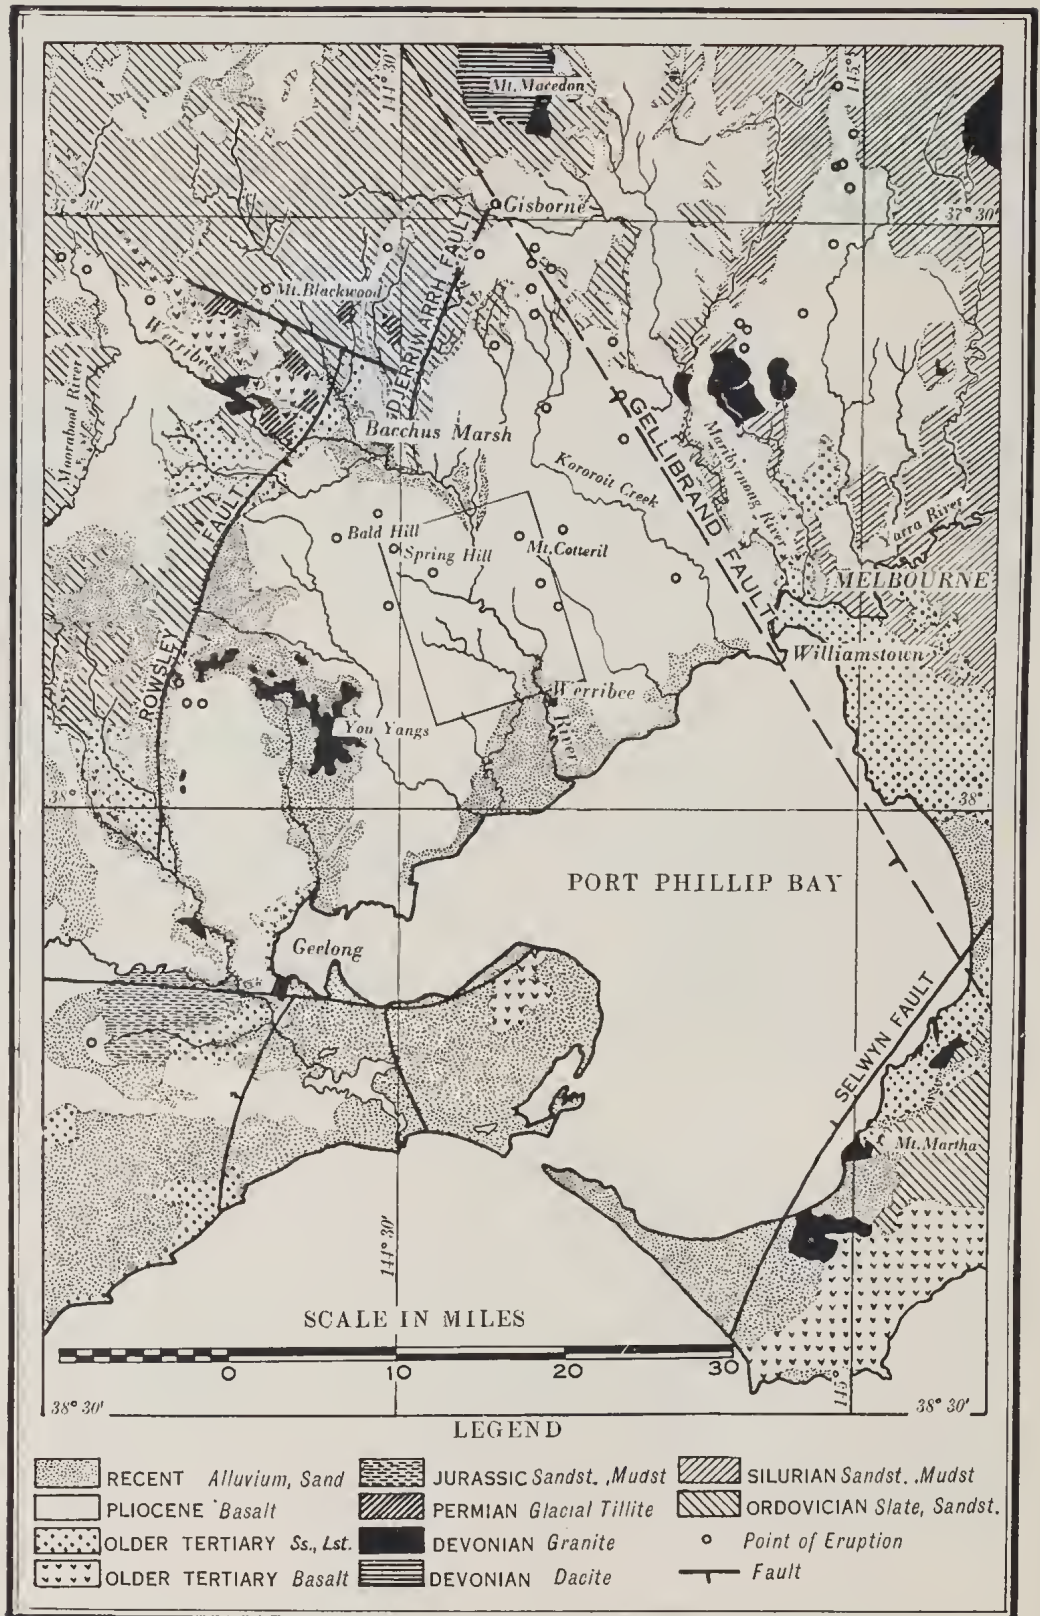 141° 30'
145°
Mt. Macedon
Gisborne
37° 30'
37° 30'
DJERRIWARRH FAULT
Mt. Blackwood
Werribee
Moorabool River
Bacchus Marsh
GELLIBRAND FAULT
Maribyrnong River
Kororoit Creek
Yarra River
ROWSLEY FAULT
Bald Hill
Spring Hill
Mt. Cotteril
MELBOURNE
Williamstown
Werribee
River
You Yangs
38°
38°
PORT PHILLIP BAY
Geelong
SELWYN FAULT
Mt. Martha
144° 30'
145°
SCALE IN MILES
0 10 20 30
38° 30'
38° 30'
LEGEND
RECENT Alluvium, Sand
PLIOCENE Basalt
OLDER TERTIARY Ss., Lst.
OLDER TERTIARY Basalt
JURASSIC Sandst., Mudst
PERMIAN Glacial Tillite
DEVONIAN Granite
DEVONIAN Dacite
SILURIAN Sandst., Mudst
ORDOVICIAN Slate, Sandst.
Point of Eruption
Fault